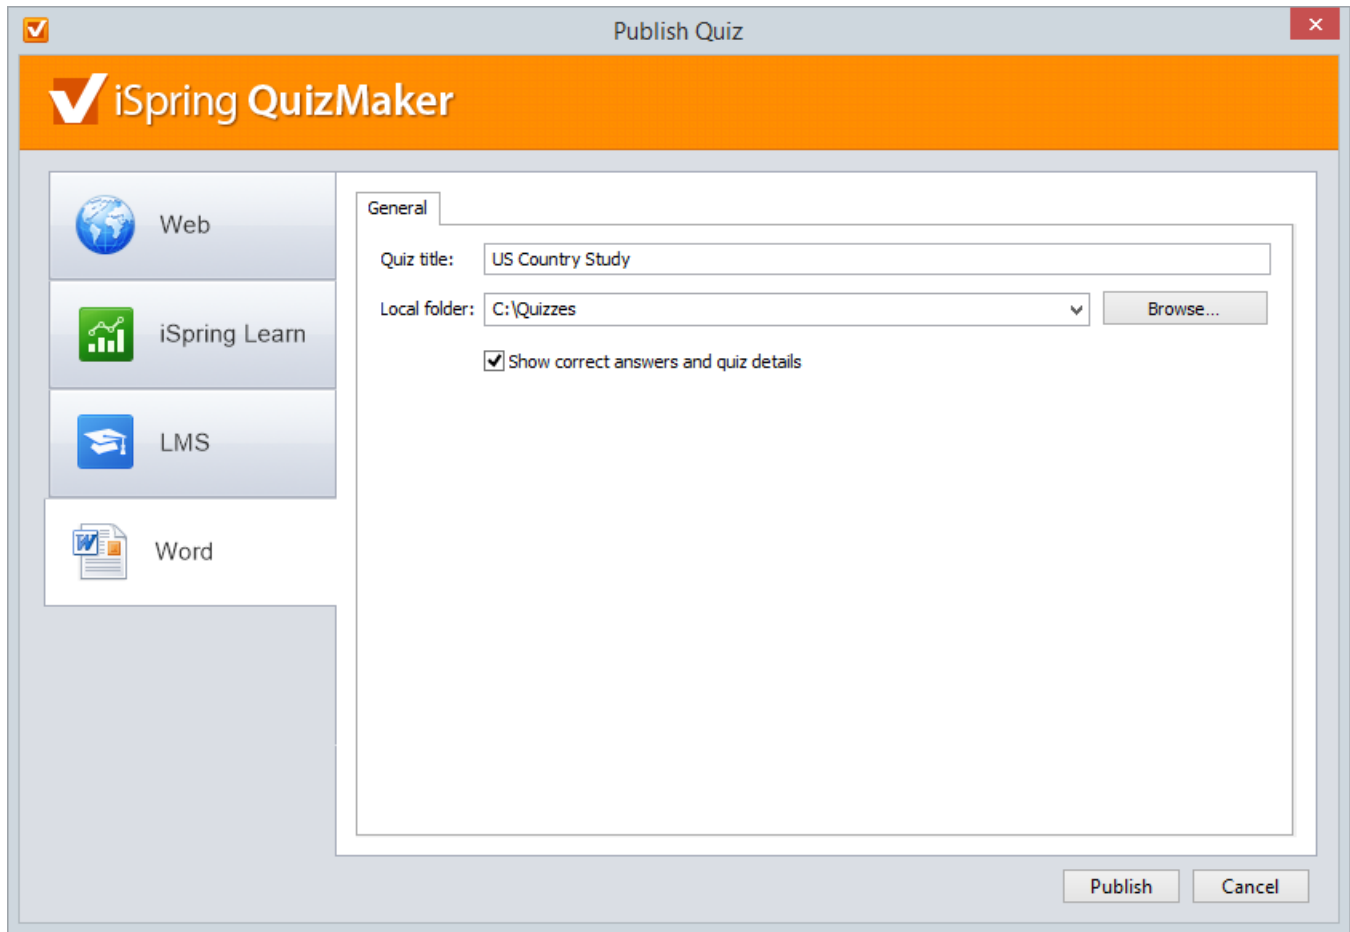 Publish Quiz
iSpring QuizMaker
Web
iSpring Learn
LMS
Word
General
Quiz title: US Country Study
Local folder: C:\Quizzes Browse...
Show correct answers and quiz details
Publish Cancel